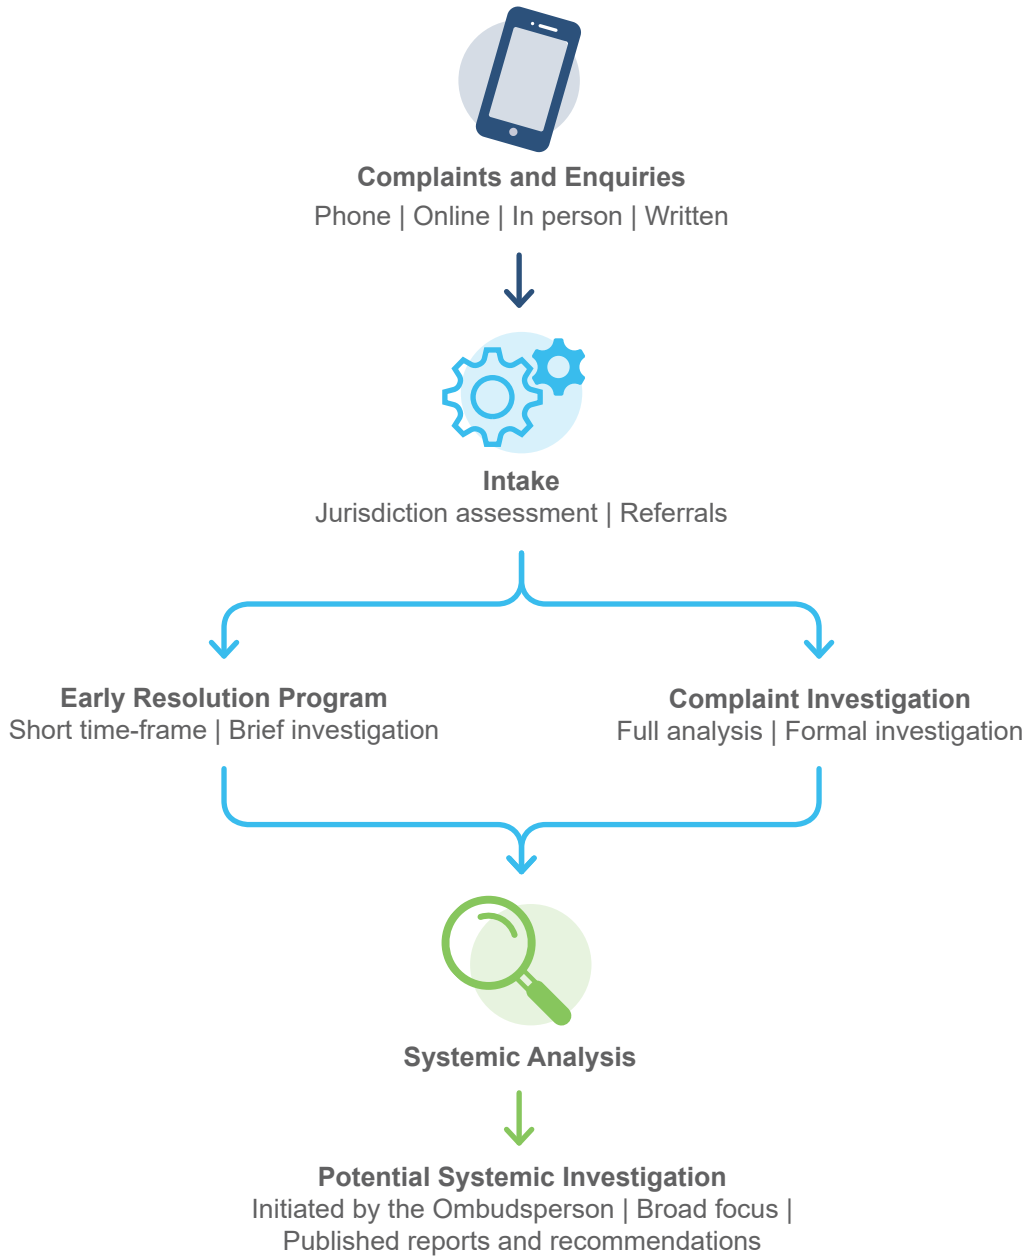 Complaints and Enquiries
Phone | Online | In person | Written
Intake
Jurisdiction assessment | Referrals
Early Resolution Program
Short time-frame | Brief investigation
Complaint Investigation
Full analysis | Formal investigation
Systemic Analysis
Potential Systemic Investigation
Initiated by the Ombudsperson | Broad focus |
Published reports and recommendations